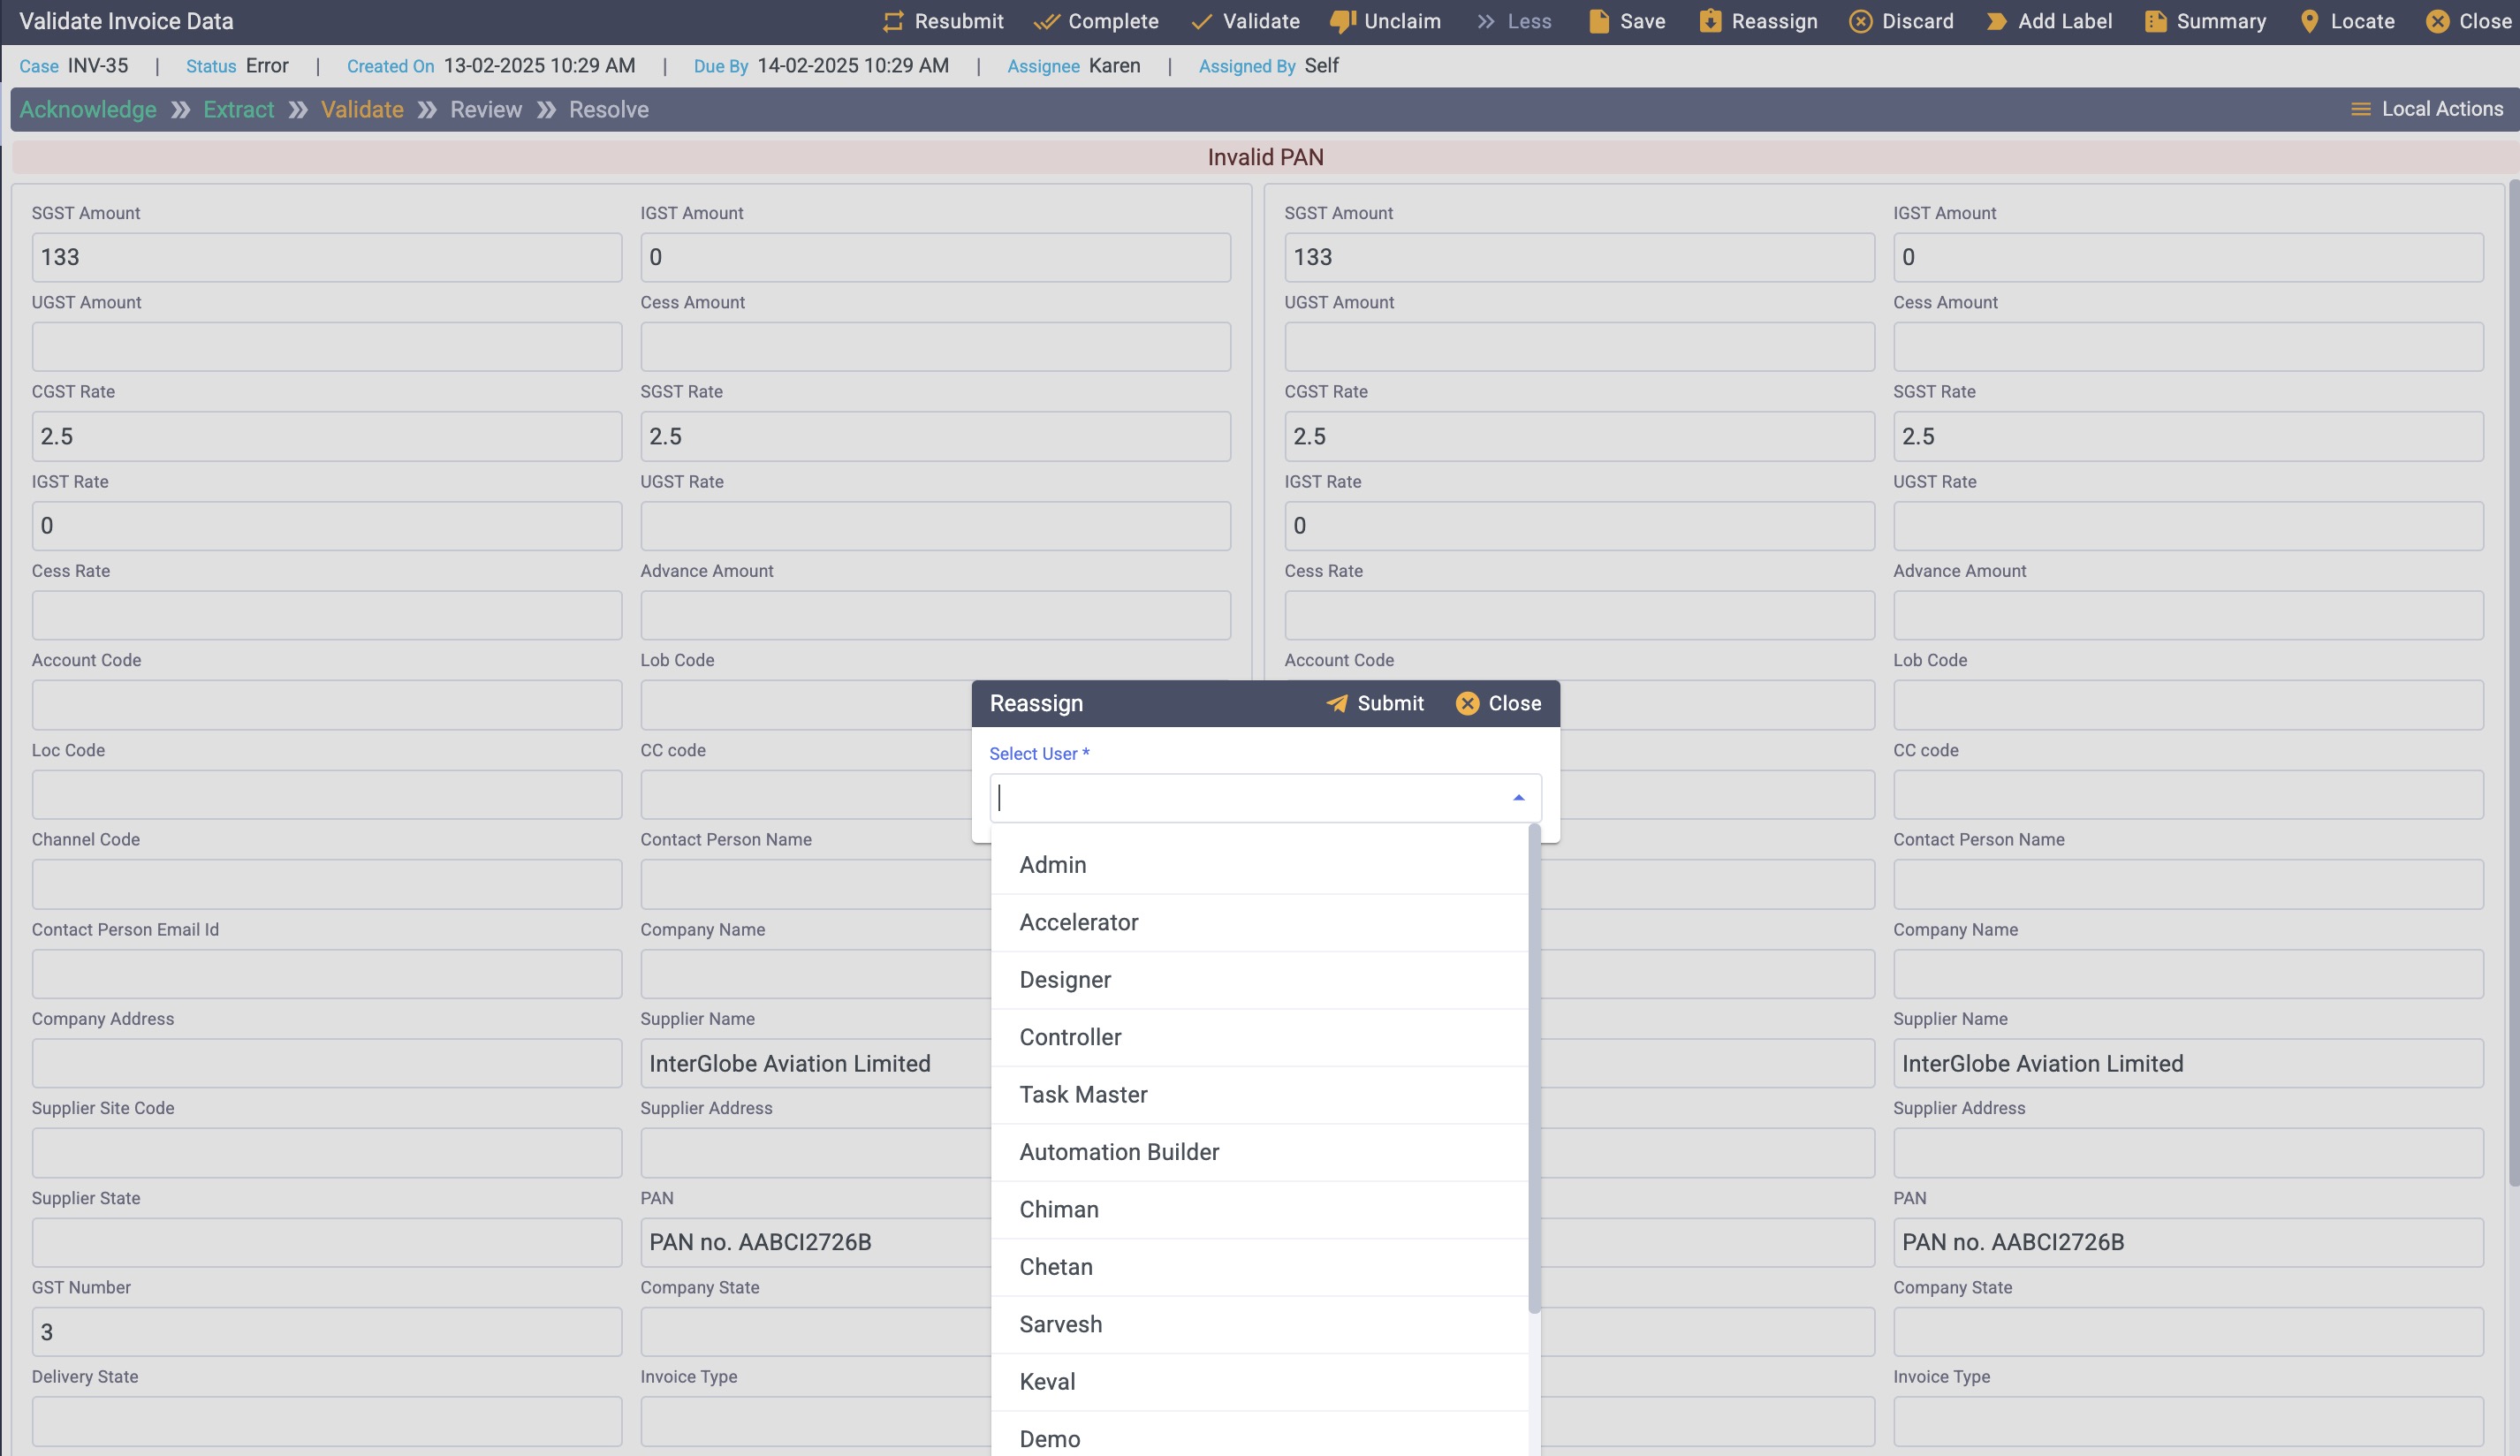 Validate Invoice Data
Resubmit Complete Validate Unclaim Less Save Reassign Discard Add Label Summary Locate Close
Case INV-35 | Status Error | Created On 13-02-2025 10:29 AM | Due By 14-02-2025 10:29 AM | Assignee Karen | Assigned By Self
Acknowledge Extract Validate Review Resolve
Local Actions
Invalid PAN
SGST Amount IGST Amount SGST Amount IGST Amount
133 0 133 0
UGST Amount Cess Amount UGST Amount Cess Amount
CGST Rate SGST Rate CGST Rate SGST Rate
2.5 2.5 2.5 2.5
IGST Rate UGST Rate IGST Rate UGST Rate
0 0
Cess Rate Advance Amount Cess Rate Advance Amount
Account Code Lob Code Account Code Lob Code
Loc Code CC code CC code
Channel Code Contact Person Name Contact Person Name
Contact Person Email Id Company Name Company Name
Company Address Supplier Name Supplier Name
InterGlobe Aviation Limited InterGlobe Aviation Limited
Supplier Site Code Supplier Address Supplier Address
Supplier State PAN PAN
PAN no. AABCI2726B PAN no. AABCI2726B
GST Number Company State Company State
3
Delivery State Invoice Type Invoice Type
Reassign Submit Close
Select User *
Admin
Accelerator
Designer
Controller
Task Master
Automation Builder
Chiman
Chetan
Sarvesh
Keval
Demo